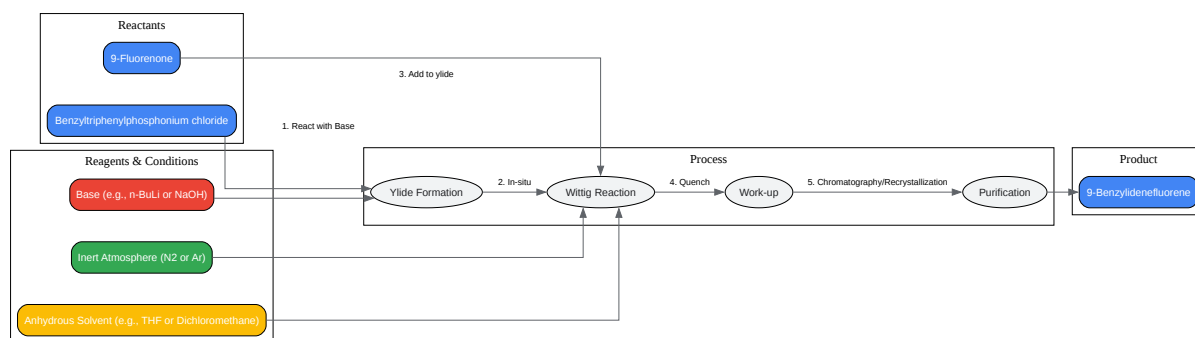 Reactants
9-Fluorenone
Benzyltriphenylphosphonium chloride
Reagents & Conditions
Base (e.g., n-BuLi or NaOH)
Inert Atmosphere (N2 or Ar)
Anhydrous Solvent (e.g., THF or Dichloromethane)
3. Add to ylide
1. React with Base
Process
Ylide Formation
2. In-situ
Wittig Reaction
4. Quench
Work-up
5. Chromatography/Recrystallization
Purification
Product
9-Benzylidenefluorene